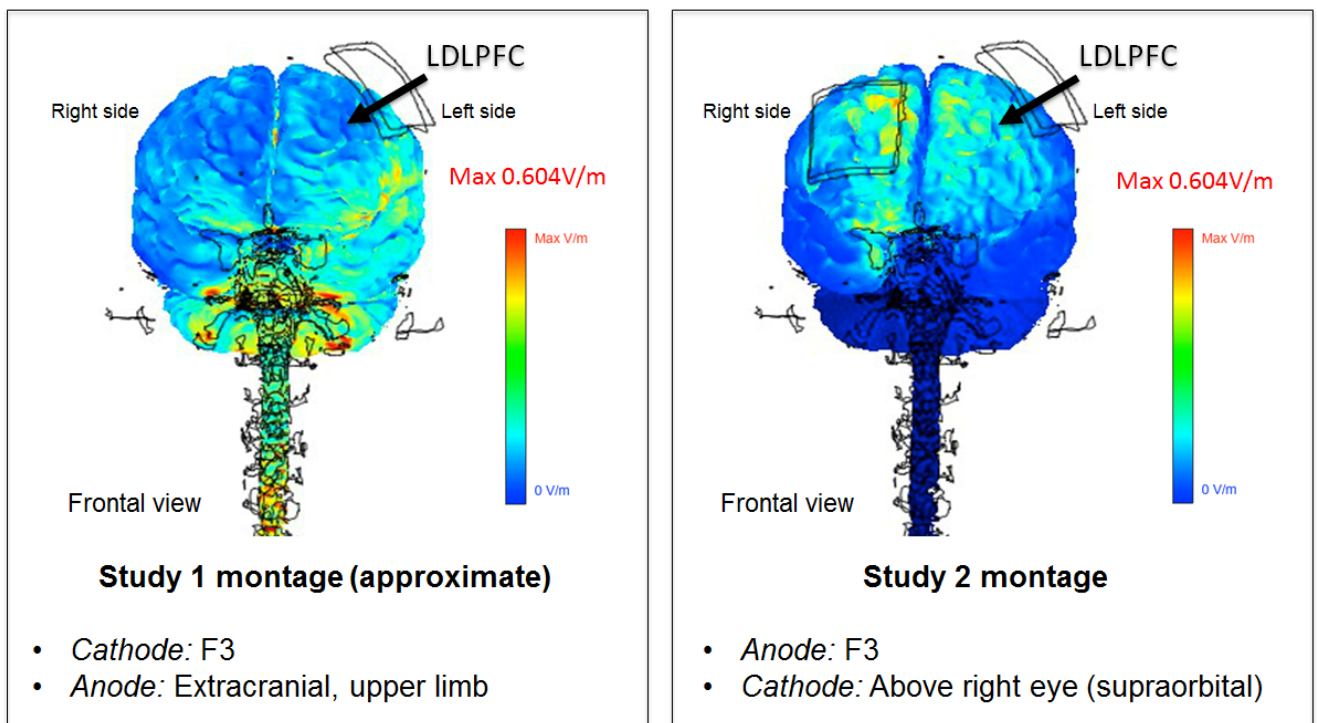 LDLPFC
Right side
Left side
Max 0.604V/m
Max V/m
0 V/m
Frontal view
Study 1 montage (approximate)
• Cathode: F3
• Anode: Extracranial, upper limb
LDLPFC
Right side
Left side
Max 0.604V/m
Max V/m
0 V/m
Frontal view
Study 2 montage
• Anode: F3
• Cathode: Above right eye (supraorbital)